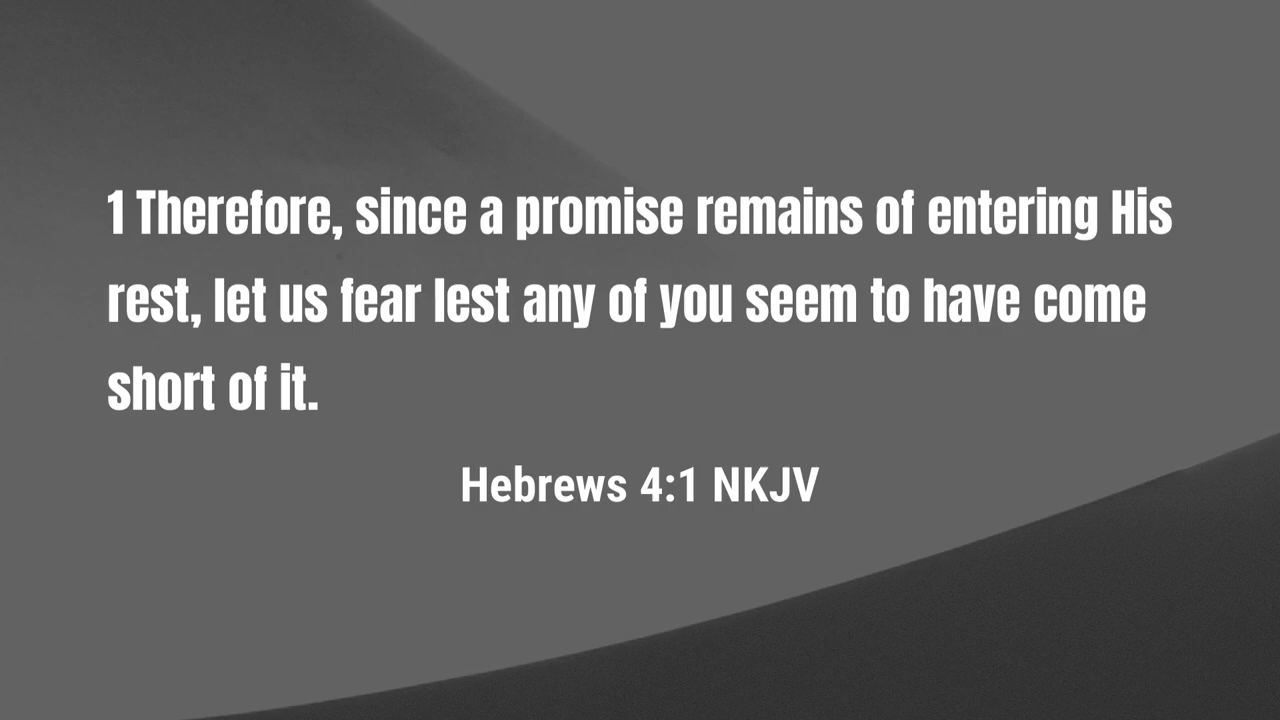 1 Therefore, since a promise remains of entering His
rest, let us fear lest any of you seem to have come
short of it.
Hebrews 4:1 NKJV